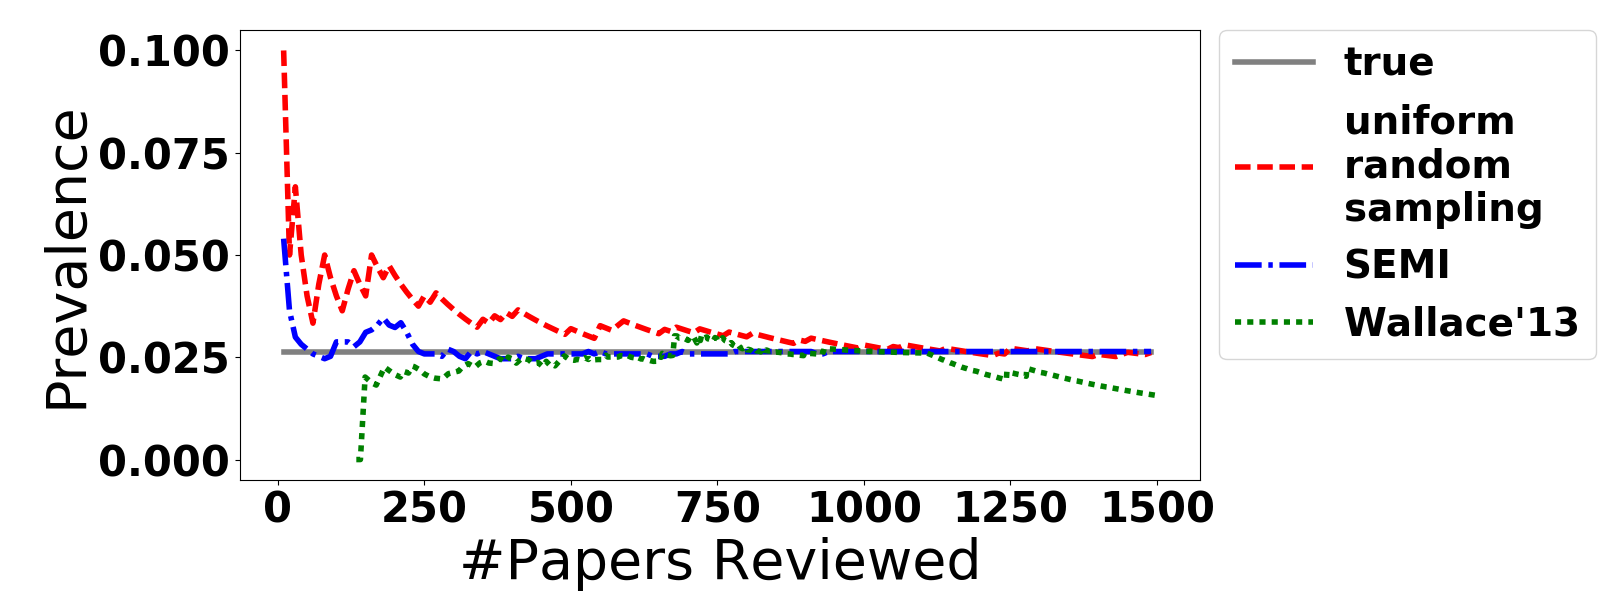 Prevalence
0.100
0.075
0.050
0.025
0.000
0 250 500 750 1000 1250 1500
#Papers Reviewed
true
uniform
random
sampling
SEMI
Wallace'13